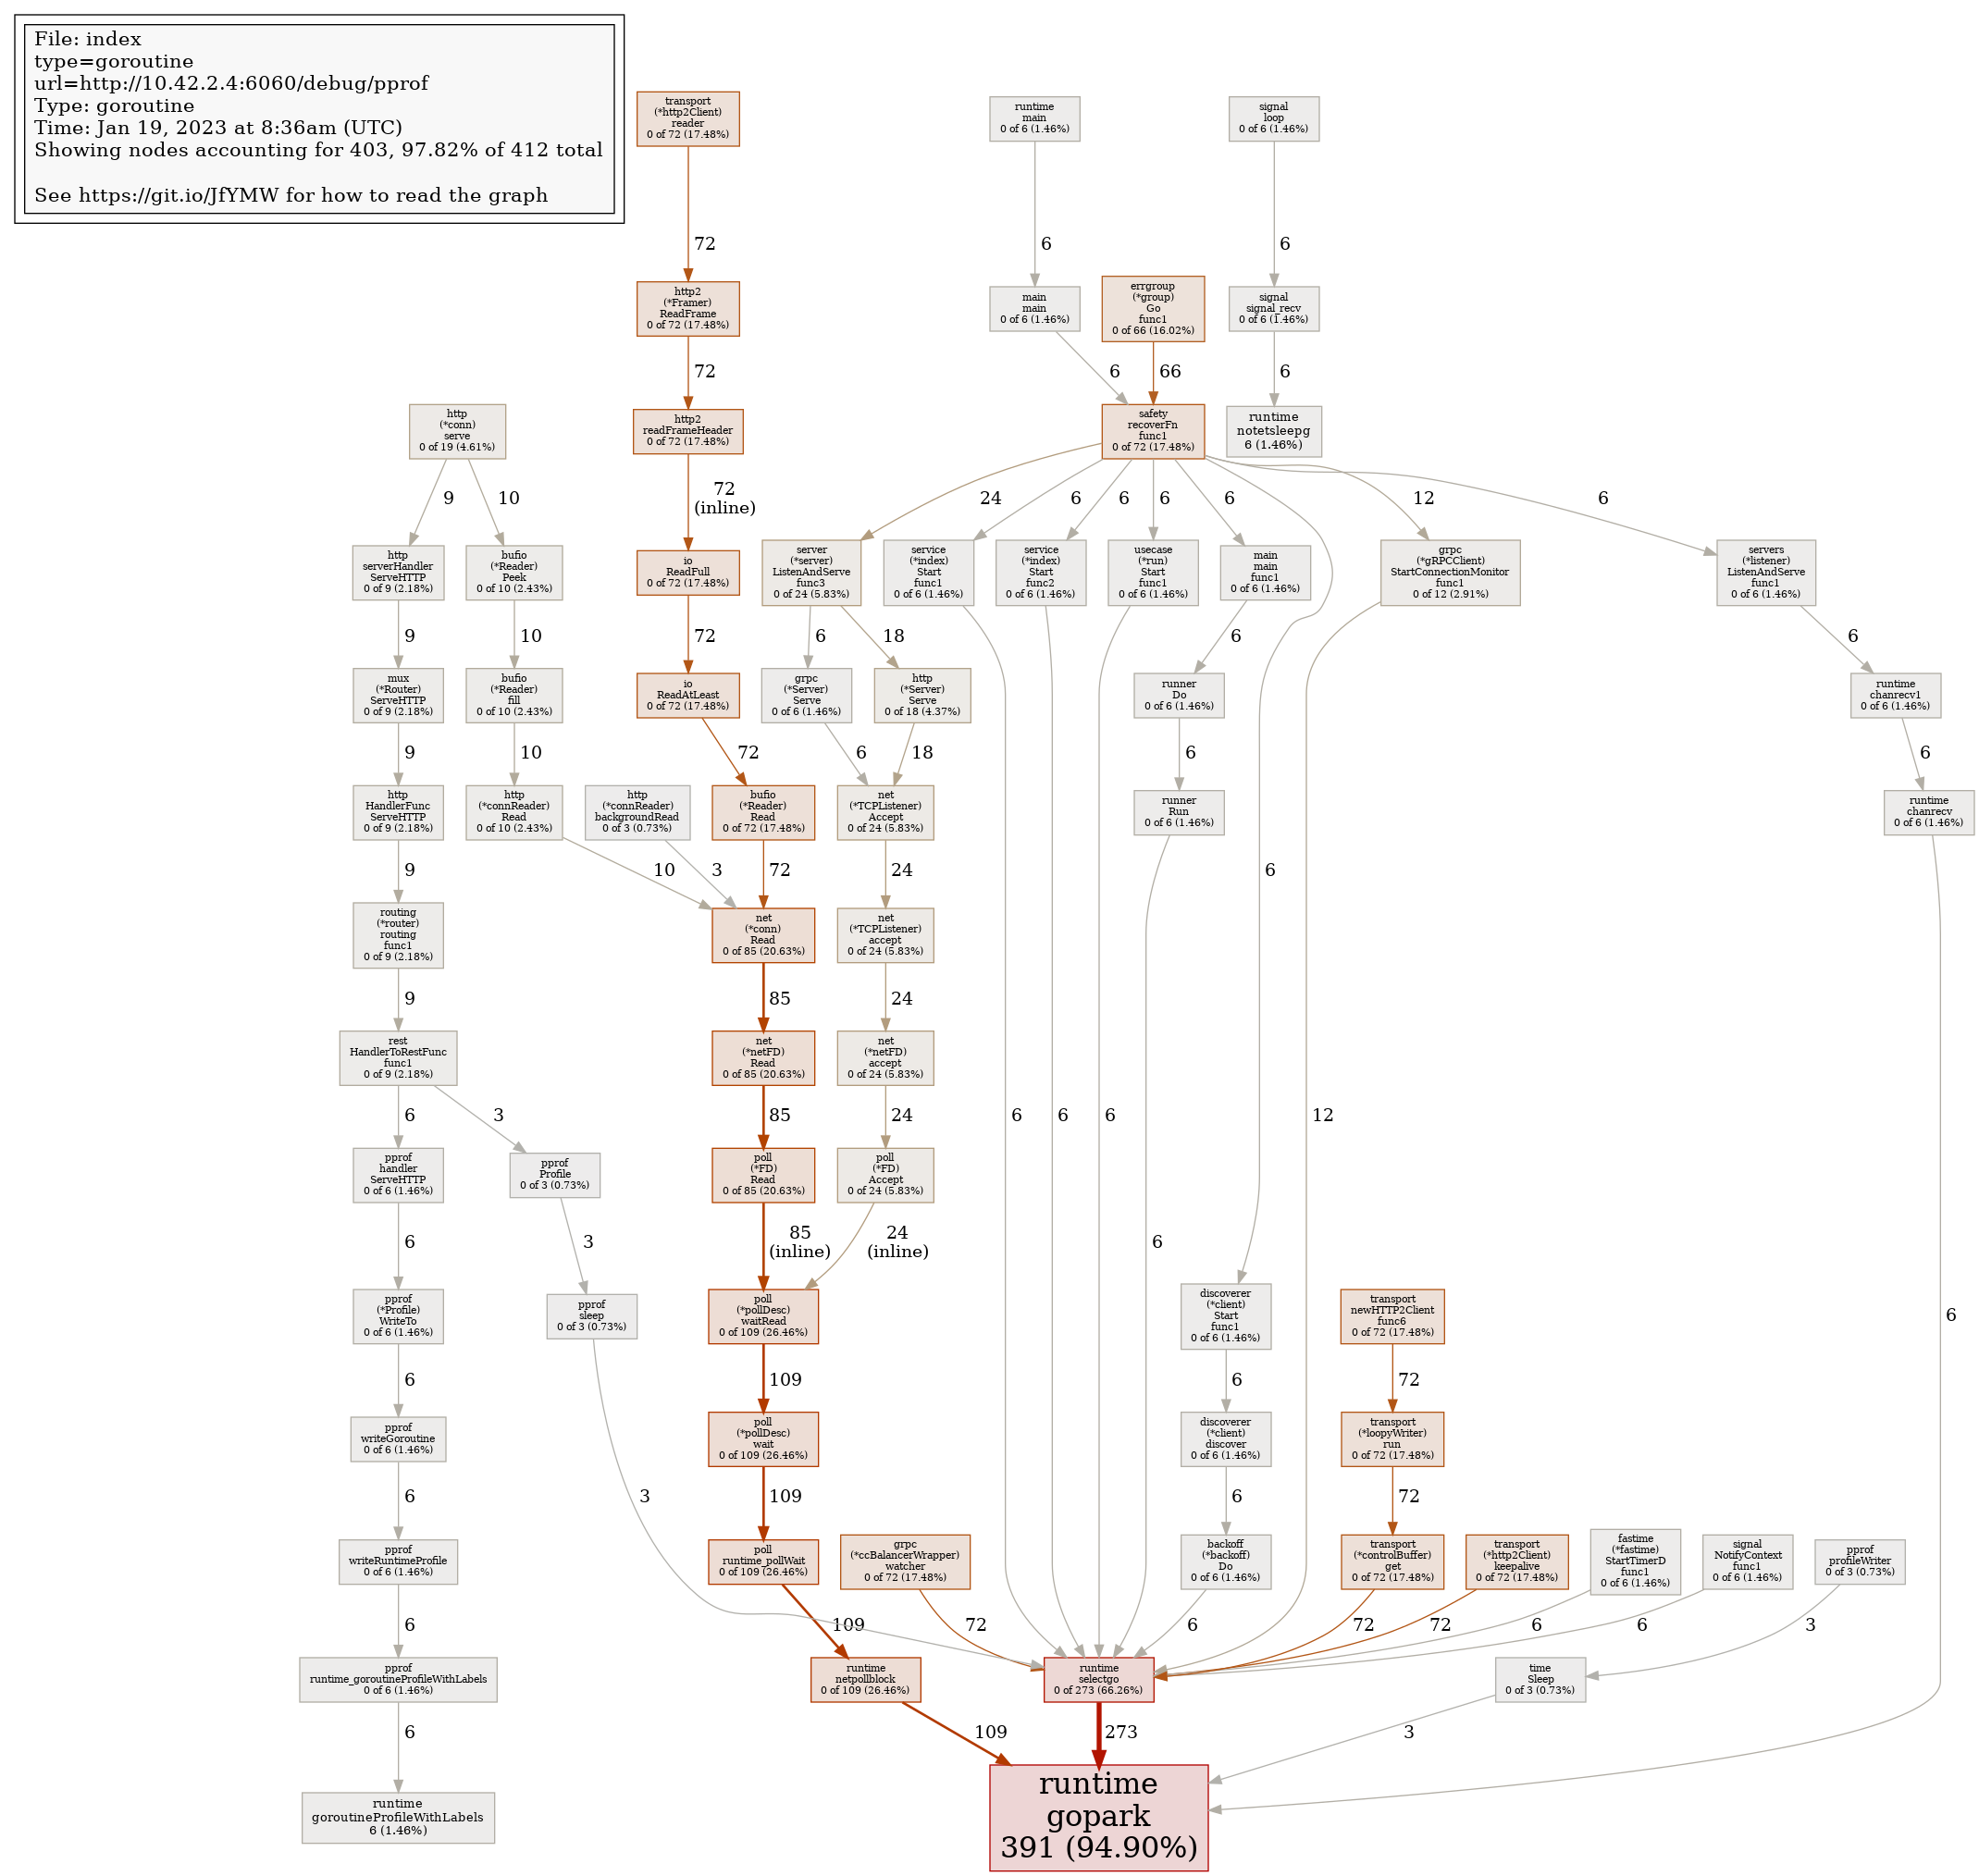 File: index
type=goroutine
url=http://10.42.2.4:6060/debug/pprof
Type: goroutine
Time: Jan 19, 2023 at 8:36am (UTC)
Showing nodes accounting for 403, 97.82% of 412 total
See https://git.io/JfYMW for how to read the graph
transport
(*http2Client)
reader
0 of 72 (17.48%)
runtime
main
0 of 6 (1.46%)
signal
loop
0 of 6 (1.46%)
72
6
6
http2
(*Framer)
ReadFrame
0 of 72 (17.48%)
main
main
0 of 6 (1.46%)
errgroup
(*group)
Go
func1
0 of 66 (16.02%)
signal
signal_recv
0 of 6 (1.46%)
72
6
66
6
http
(*conn)
serve
0 of 19 (4.61%)
http2
readFrameHeader
0 of 72 (17.48%)
safety
recoverFn
func1
0 of 72 (17.48%)
runtime
notetsleepg
6 (1.46%)
9
10
72
(inline)
24
6
6
6
6
12
6
http
serverHandler
ServeHTTP
0 of 9 (2.18%)
bufio
(*Reader)
Peek
0 of 10 (2.43%)
io
ReadFull
0 of 72 (17.48%)
server
(*server)
ListenAndServe
func3
0 of 24 (5.83%)
service
(*index)
Start
func1
0 of 6 (1.46%)
service
(*index)
Start
func2
0 of 6 (1.46%)
usecase
(*run)
Start
func1
0 of 6 (1.46%)
main
main
func1
0 of 6 (1.46%)
grpc
(*gRPCClient)
StartConnectionMonitor
func1
0 of 12 (2.91%)
servers
(*listener)
ListenAndServe
func1
0 of 6 (1.46%)
9
10
72
6
18
6
6
mux
(*Router)
ServeHTTP
0 of 9 (2.18%)
bufio
(*Reader)
fill
0 of 10 (2.43%)
io
ReadAtLeast
0 of 72 (17.48%)
grpc
(*Server)
Serve
0 of 6 (1.46%)
http
(*Server)
Serve
0 of 18 (4.37%)
runner
Do
0 of 6 (1.46%)
runtime
chanrecv1
0 of 6 (1.46%)
9
10
72
6
18
6
6
http
HandlerFunc
ServeHTTP
0 of 9 (2.18%)
http
(*connReader)
Read
0 of 10 (2.43%)
http
(*connReader)
backgroundRead
0 of 3 (0.73%)
bufio
(*Reader)
Read
0 of 72 (17.48%)
net
(*TCPListener)
Accept
0 of 24 (5.83%)
runner
Run
0 of 6 (1.46%)
runtime
chanrecv
0 of 6 (1.46%)
9
10
3
72
24
6
routing
(*router)
routing
func1
0 of 9 (2.18%)
net
(*conn)
Read
0 of 85 (20.63%)
net
(*TCPListener)
accept
0 of 24 (5.83%)
9
85
24
rest
HandlerToRestFunc
func1
0 of 9 (2.18%)
net
(*netFD)
Read
0 of 85 (20.63%)
net
(*netFD)
accept
0 of 24 (5.83%)
6
3
85
24
6
6
6
12
pprof
handler
ServeHTTP
0 of 6 (1.46%)
pprof
Profile
0 of 3 (0.73%)
poll
(*FD)
Read
0 of 85 (20.63%)
poll
(*FD)
Accept
0 of 24 (5.83%)
6
3
85
(inline)
24
(inline)
6
pprof
(*Profile)
WriteTo
0 of 6 (1.46%)
pprof
sleep
0 of 3 (0.73%)
poll
(*pollDesc)
waitRead
0 of 109 (26.46%)
discoverer
(*client)
Start
func1
0 of 6 (1.46%)
transport
newHTTP2Client
func6
0 of 72 (17.48%)
6
6
109
6
72
pprof
writeGoroutine
0 of 6 (1.46%)
poll
(*pollDesc)
wait
0 of 109 (26.46%)
discoverer
(*client)
discover
0 of 6 (1.46%)
transport
(*loopyWriter)
run
0 of 72 (17.48%)
6
3
109
6
72
pprof
writeRuntimeProfile
0 of 6 (1.46%)
poll
runtime_pollWait
0 of 109 (26.46%)
grpc
(*ccBalancerWrapper)
watcher
0 of 72 (17.48%)
backoff
(*backoff)
Do
0 of 6 (1.46%)
transport
(*controlBuffer)
get
0 of 72 (17.48%)
transport
(*http2Client)
keepalive
0 of 72 (17.48%)
fastime
(*fastime)
StartTimerD
func1
0 of 6 (1.46%)
signal
NotifyContext
func1
0 of 6 (1.46%)
pprof
profileWriter
0 of 3 (0.73%)
6
109
72
6
72
72
6
6
3
pprof
runtime_goroutineProfileWithLabels
0 of 6 (1.46%)
runtime
netpollblock
0 of 109 (26.46%)
runtime
selectgo
0 of 273 (66.26%)
time
Sleep
0 of 3 (0.73%)
6
109
273
3
runtime
goroutineProfileWithLabels
6 (1.46%)
runtime
gopark
391 (94.90%)